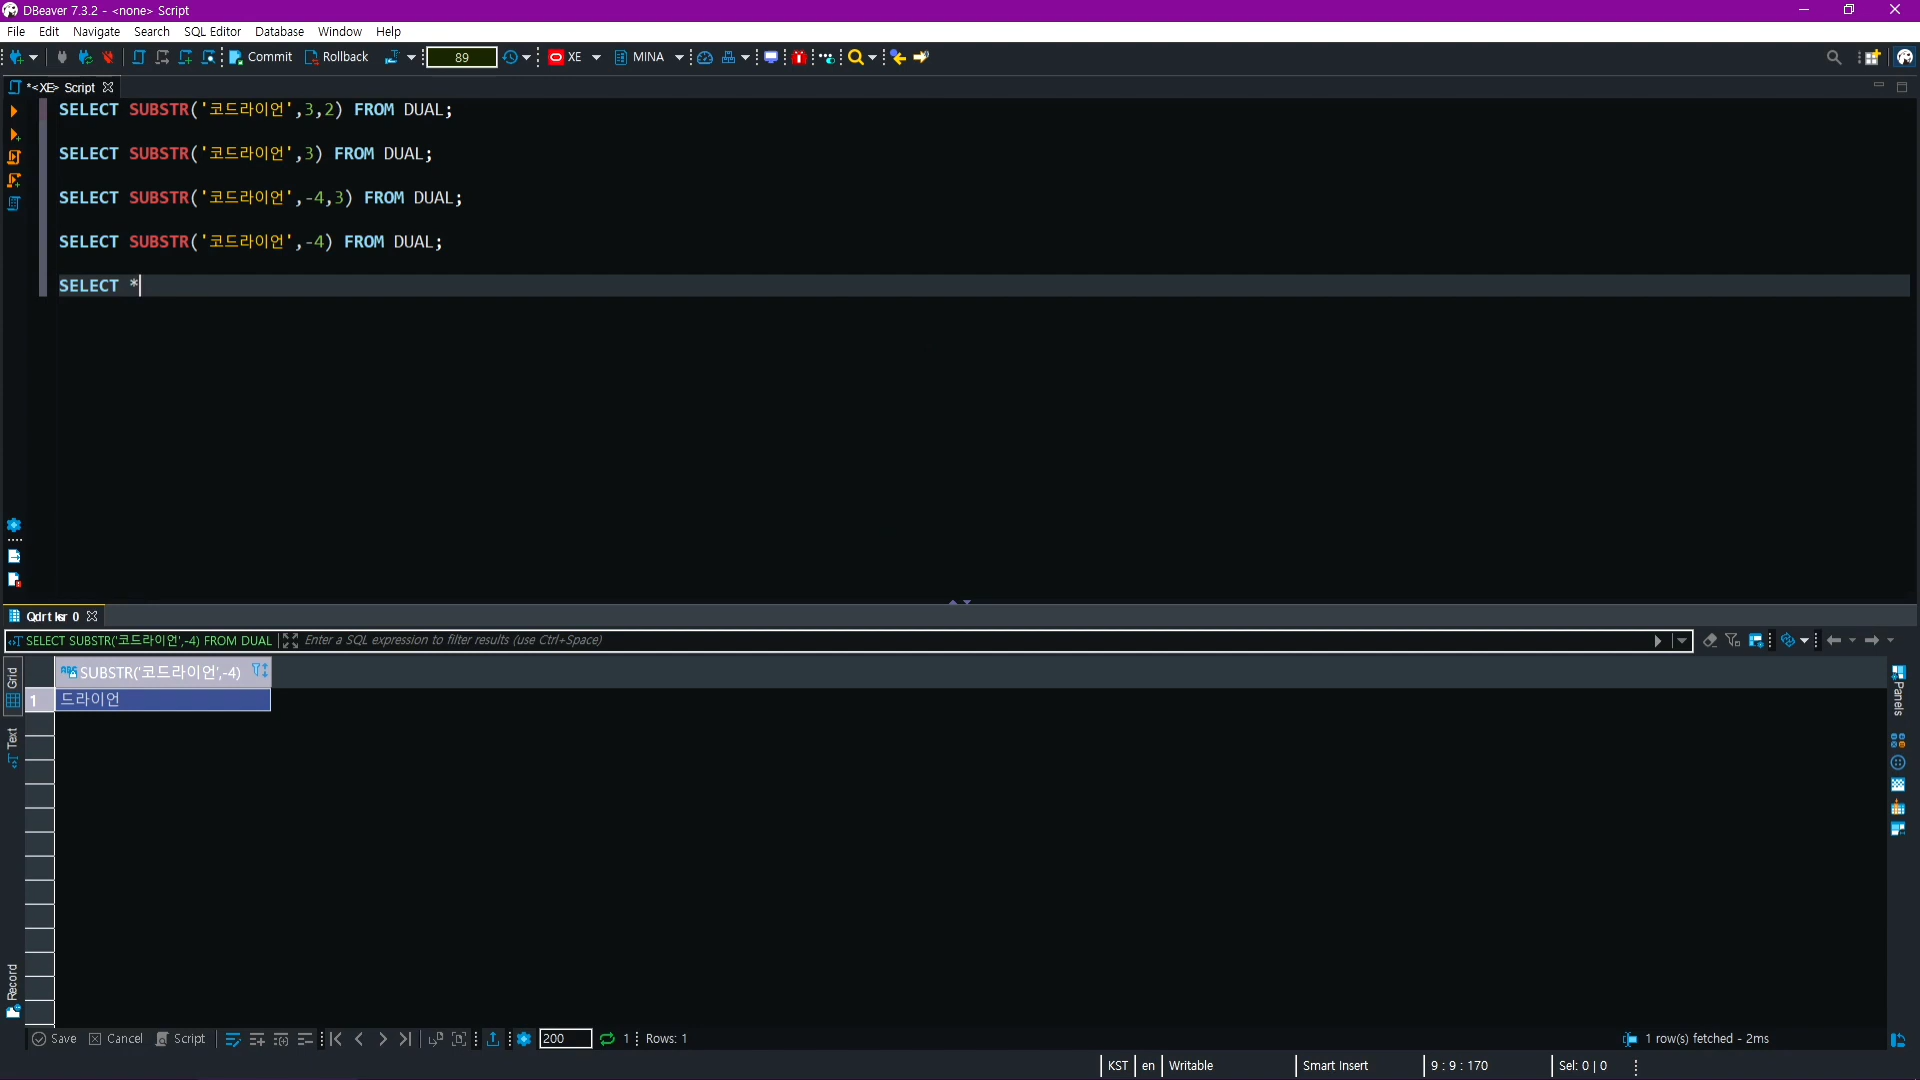 DBeaver 7.3.2 - <none> Script
File Edit Navigate Search SQL Editor Database Window Help
Commit Rollback 89 XE MINA
*<XE> Script
SELECT SUBSTR('코드라이언',3,2) FROM DUAL;
SELECT SUBSTR('코드라이언',3) FROM DUAL;
SELECT SUBSTR('코드라이언',-4,3) FROM DUAL;
SELECT SUBSTR('코드라이언',-4) FROM DUAL;
SELECT *
SELECT SUBSTR('코드라이언',-4) FROM DUAL Enter a SQL expression to filter results (use Ctrl+Space)
Grid
Text
Record
ABC SUBSTR('코드라이언',-4)
1 드라이언
Panels
Save Cancel Script 200 1 Rows: 1 1 row(s) fetched - 2ms
KST en Writable Smart Insert 9 : 9 : 170 Sel: 0 | 0